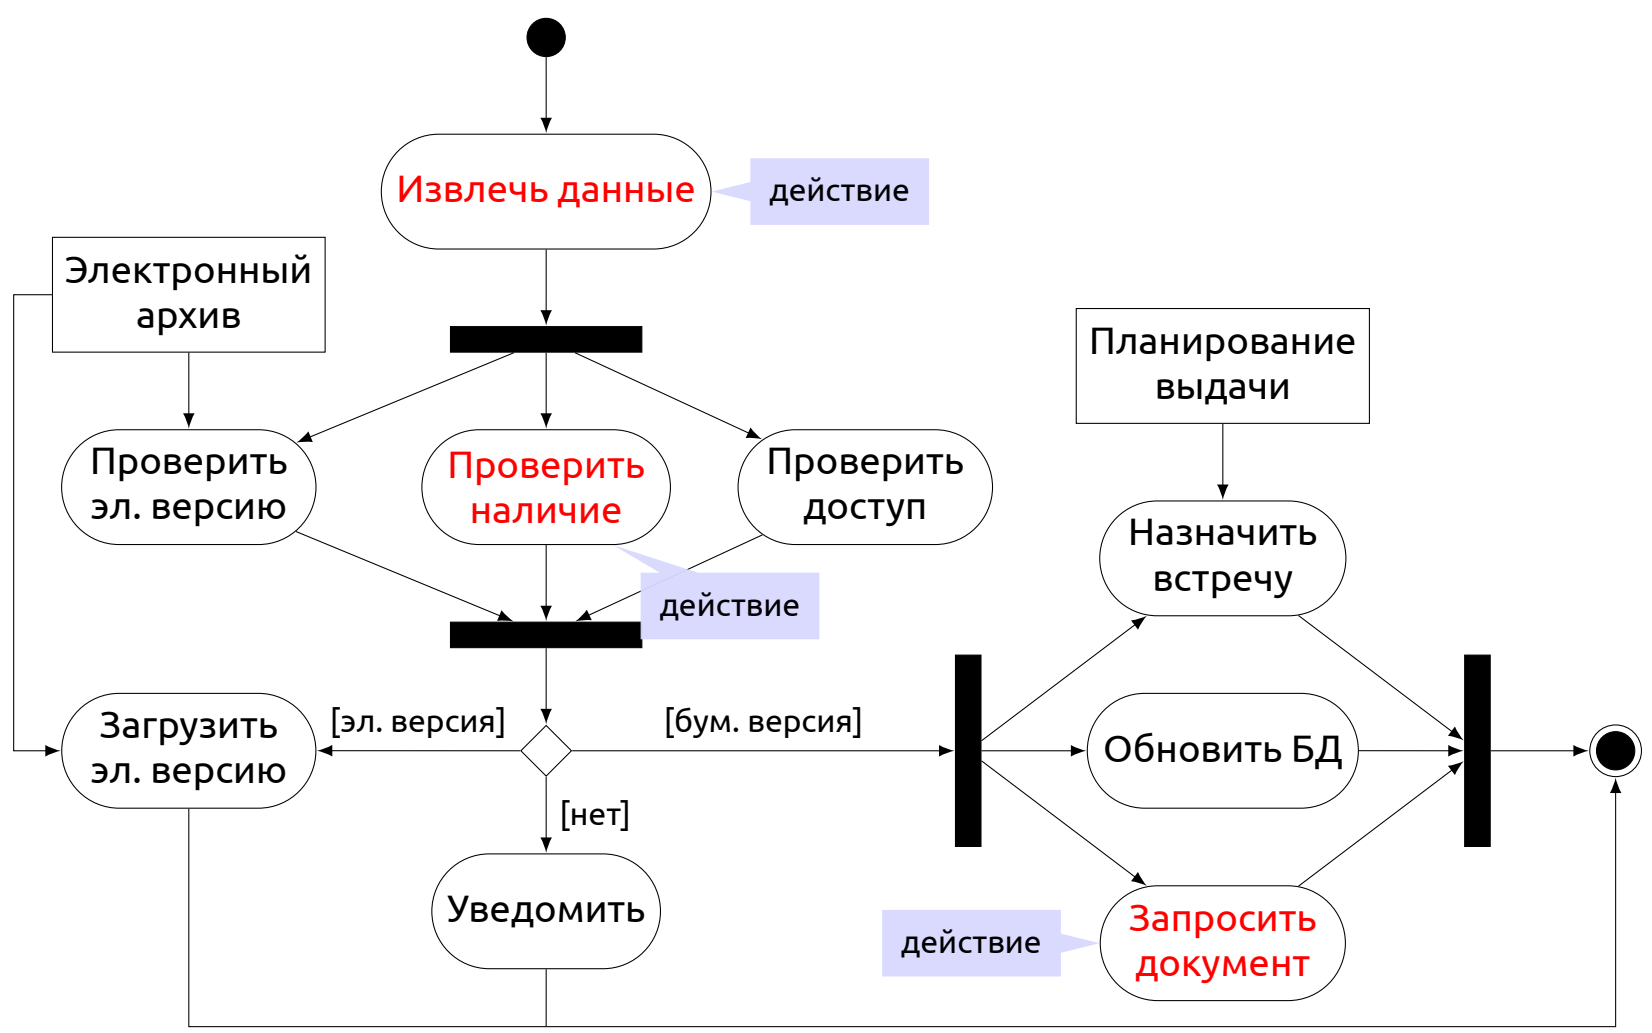 Извлечь данные
действие
Электронный
архив
Планирование
выдачи
Проверить
эл. версию
Проверить
наличие
Проверить
доступ
Назначить
встречу
действие
Загрузить
эл. версию
[эл. версия]
[бум. версия]
Обновить БД
[нет]
Уведомить
действие
Запросить
документ